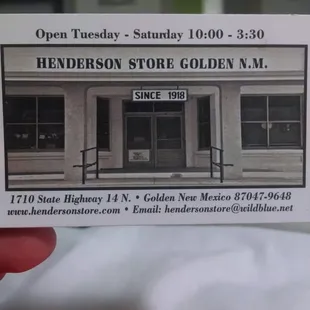 Open Tuesday - Saturday 10:00 - 3:30
HENDERSON STORE GOLDEN N.M.
SINCE 1918
1710 State Highway 14 N. • Golden New Mexico 87047-9648
www.hendersonstore.com • Email: hendersonstore@wildblue.net